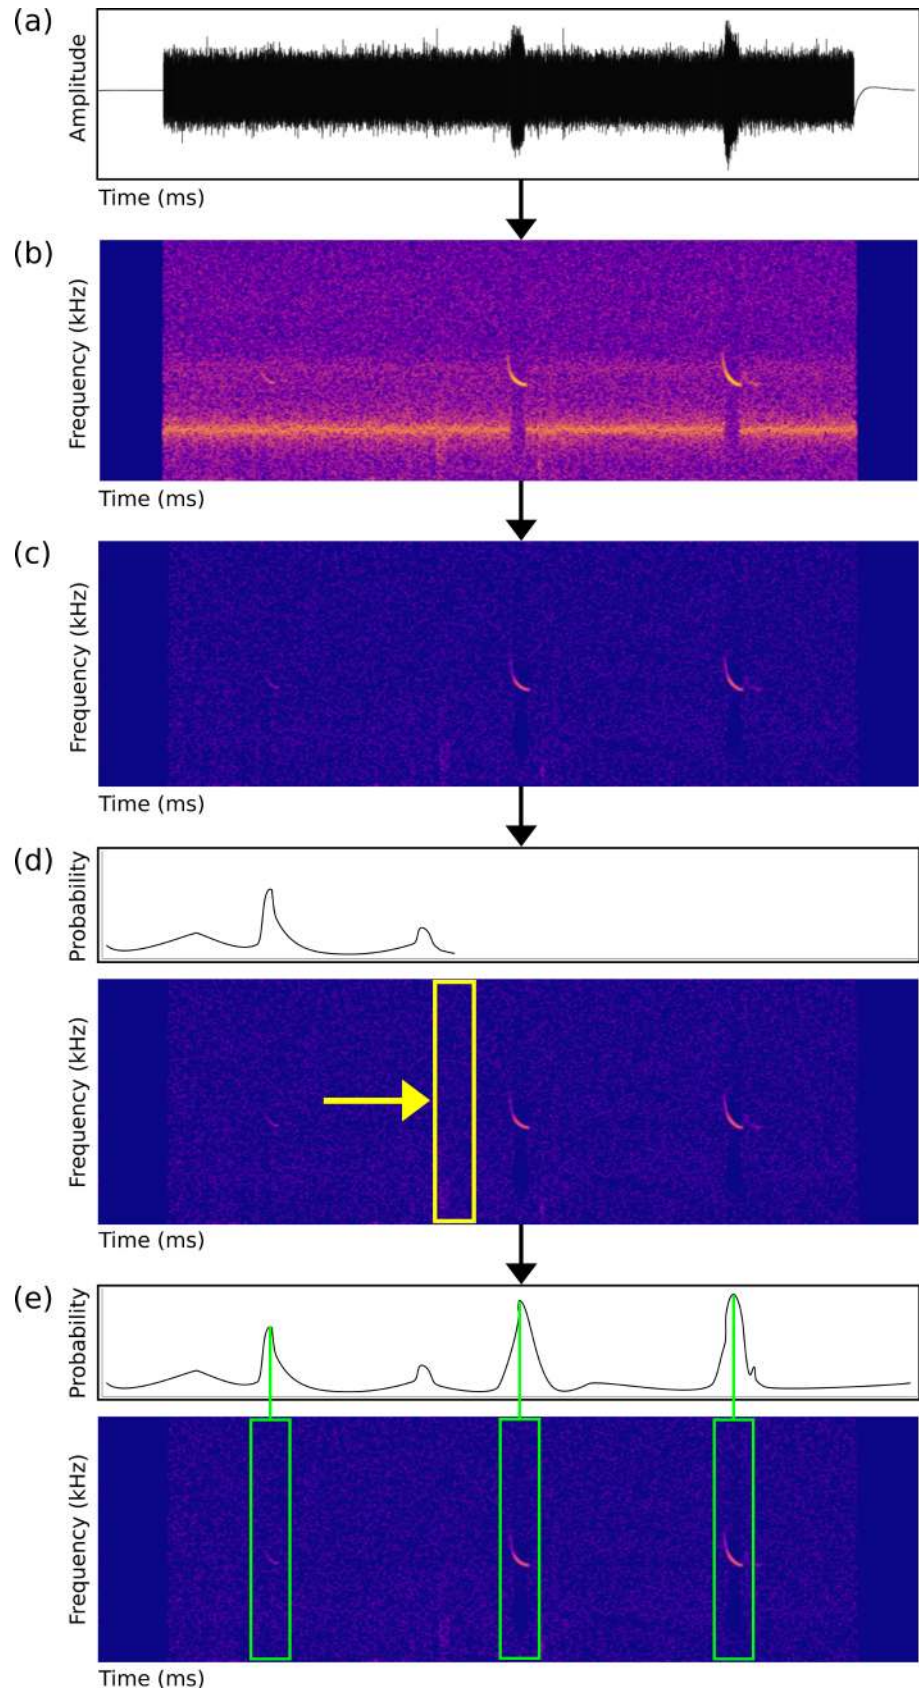 (a)
Amplitude
Time (ms)
(b)
Frequency (kHz)
Time (ms)
(c)
Frequency (kHz)
Time (ms)
(d)
Probability
Frequency (kHz)
Time (ms)
(e)
Probability
Frequency (kHz)
Time (ms)